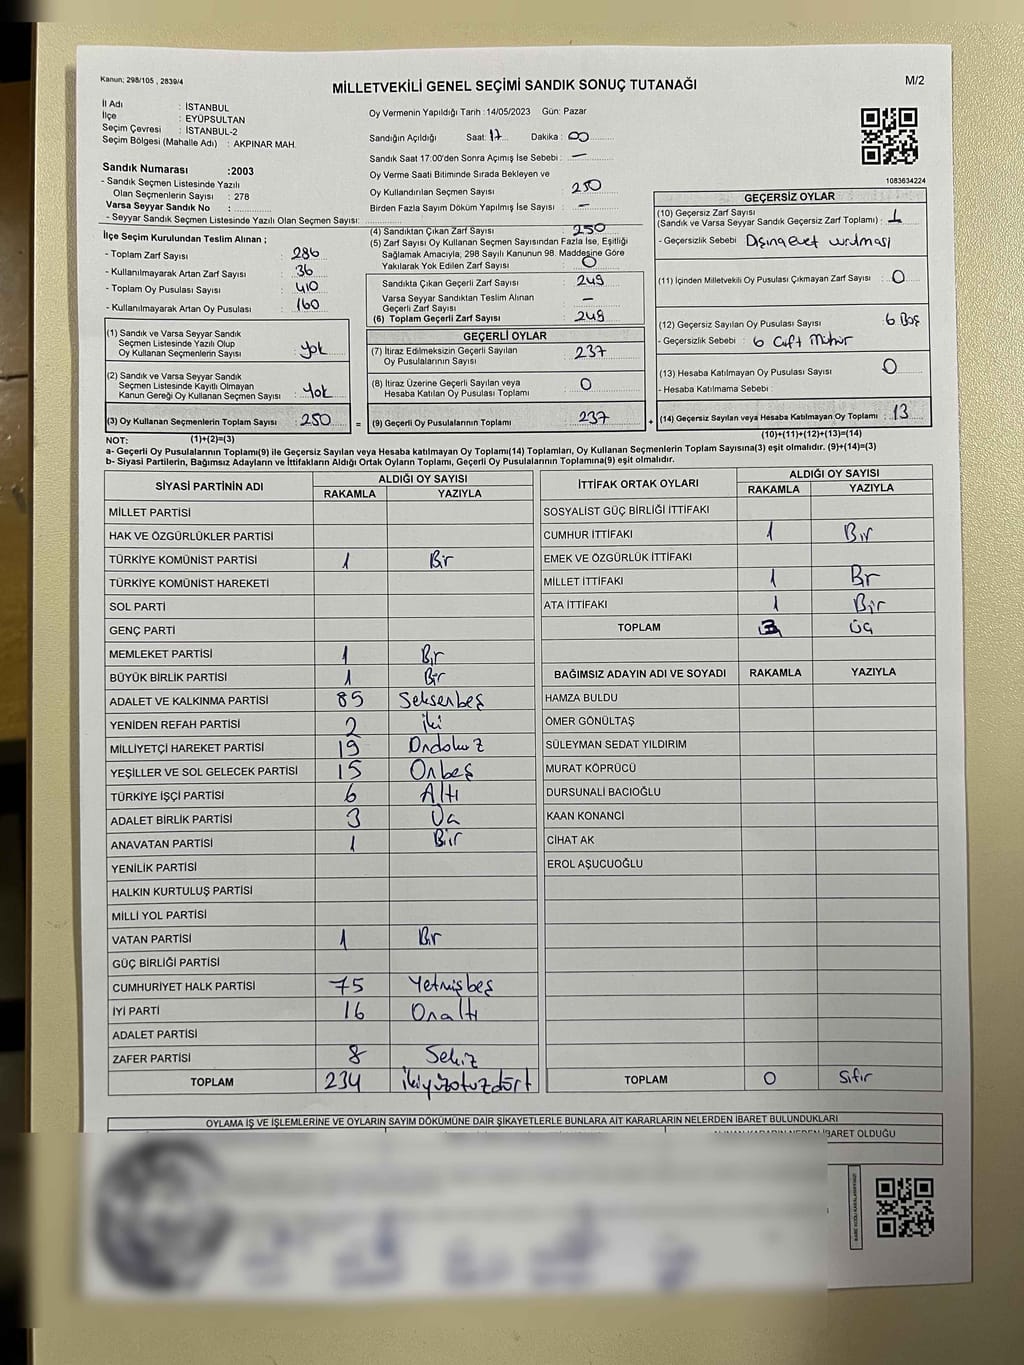 Kanun; 298/105 , 2839/4
MİLLETVEKİLİ GENEL SEÇİMİ SANDIK SONUÇ TUTANAĞI
M/2
İl Adı : İSTANBUL
İlçe : EYÜPSULTAN
Seçim Çevresi : İSTANBUL-2
Seçim Bölgesi (Mahalle Adı) : AKPINAR MAH.
Sandık Numarası :2003
- Sandık Seçmen Listesinde Yazılı
Olan Seçmenlerin Sayısı : 278
Varsa Seyyar Sandık No :
- Seyyar Sandık Seçmen Listesinde Yazılı Olan Seçmen Sayısı:
İlçe Seçim Kurulundan Teslim Alınan ;
- Toplam Zarf Sayısı : 286
- Kullanılmayarak Artan Zarf Sayısı : 36
- Toplam Oy Pusulası Sayısı : 410
- Kullanılmayarak Artan Oy Pusulası : 160
(1) Sandık ve Varsa Seyyar Sandık
Seçmen Listesinde Yazılı Olup
Oy Kullanan Seçmenlerin Sayısı : Yok
(2) Sandık ve Varsa Seyyar Sandık
Seçmen Listesinde Kayıtlı Olmayan
Kanun Gereği Oy Kullanan Seçmen Sayısı : Yok
(3) Oy Kullanan Seçmenlerin Toplam Sayısı : 250
Oy Vermenin Yapıldığı Tarih : 14/05/2023 Gün: Pazar
Sandığın Açıldığı Saat: 17 Dakika : 00
Sandık Saat 17:00'den Sonra Açımış İse Sebebi : —
Oy Verme Saati Bitiminde Sırada Bekleyen ve
Oy Kullandırılan Seçmen Sayısı : 250
Birden Fazla Sayım Döküm Yapılmış İse Sayısı : —
(4) Sandıktan Çıkan Zarf Sayısı : 250
(5) Zarf Sayısı Oy Kullanan Seçmen Sayısından Fazla İse, Eşitliği
Sağlamak Amacıyla, 298 Sayılı Kanunun 98. Maddesine Göre
Yakılarak Yok Edilen Zarf Sayısı : 0
Sandıkta Çıkan Geçerli Zarf Sayısı : 249
Varsa Seyyar Sandıktan Teslim Alınan
Geçerli Zarf Sayısı : —
(6) Toplam Geçerli Zarf Sayısı : 249
GEÇERLİ OYLAR
(7) İtiraz Edilmeksizin Geçerli Sayılan
Oy Pusulalarının Sayısı : 237
(8) İtiraz Üzerine Geçerli Sayılan veya
Hesaba Katılan Oy Pusulası Toplamı : 0
= (9) Geçerli Oy Pusulalarının Toplamı : 237 +
1083634224
GEÇERSİZ OYLAR
(10) Geçersiz Zarf Sayısı
(Sandık ve Varsa Seyyar Sandık Geçersiz Zarf Toplamı) : 1
- Geçersizlik Sebebi : Dışına evet vurulması
(11) İçinden Milletvekili Oy Pusulası Çıkmayan Zarf Sayısı : 0
(12) Geçersiz Sayılan Oy Pusulası Sayısı : 6 Boş
- Geçersizlik Sebebi : 6 Çift Mühür
(13) Hesaba Katılmayan Oy Pusulası Sayısı : 0
- Hesaba Katılmama Sebebi :
(14) Geçersiz Sayılan veya Hesaba Katılmayan Oy Toplamı : 13
NOT: (1)+(2)=(3)
(10)+(11)+(12)+(13)=(14)
a- Geçerli Oy Pusulalarının Toplamı(9) ile Geçersiz Sayılan veya Hesaba katılmayan Oy Toplamı(14) Toplamları, Oy Kullanan Seçmenlerin Toplam Sayısına(3) eşit olmalıdır. (9)+(14)=(3)
b- Siyasi Partilerin, Bağımsız Adayların ve İttifakların Aldığı Ortak Oyların Toplamı, Geçerli Oy Pusulalarının Toplamına(9) eşit olmalıdır.
SİYASİ PARTİNİN ADI ALDIĞI OY SAYISI
RAKAMLA YAZIYLA
MİLLET PARTİSİ
HAK VE ÖZGÜRLÜKLER PARTİSİ
TÜRKİYE KOMÜNİST PARTİSİ 1 Bir
TÜRKİYE KOMÜNİST HAREKETİ
SOL PARTİ
GENÇ PARTİ
MEMLEKET PARTİSİ 1 Bir
BÜYÜK BİRLİK PARTİSİ 1 Bir
ADALET VE KALKINMA PARTİSİ 85 Seksenbeş
YENİDEN REFAH PARTİSİ 2 iki
MİLLİYETÇİ HAREKET PARTİSİ 19 Ondokuz
YEŞİLLER VE SOL GELECEK PARTİSİ 15 Onbeş
TÜRKİYE İŞÇİ PARTİSİ 6 Altı
ADALET BİRLİK PARTİSİ 3 Üç
ANAVATAN PARTİSİ 1 Bir
YENİLİK PARTİSİ
HALKIN KURTULUŞ PARTİSİ
MİLLİ YOL PARTİSİ
VATAN PARTİSİ 1 Bir
GÜÇ BİRLİĞİ PARTİSİ
CUMHURİYET HALK PARTİSİ 75 Yetmişbeş
İYİ PARTİ 16 Onaltı
ADALET PARTİSİ
ZAFER PARTİSİ 8 Sekiz
TOPLAM 234 ikiyüzotuzdört
İTTİFAK ORTAK OYLARI ALDIĞI OY SAYISI
RAKAMLA YAZIYLA
SOSYALİST GÜÇ BİRLİĞİ İTTİFAKI
CUMHUR İTTİFAKI 1 Bir
EMEK VE ÖZGÜRLÜK İTTİFAKI
MİLLET İTTİFAKI 1 Bir
ATA İTTİFAKI 1 Bir
TOPLAM 3 Üç
BAĞIMSIZ ADAYIN ADI VE SOYADI RAKAMLA YAZIYLA
HAMZA BULDU
ÖMER GÖNÜLTAŞ
SÜLEYMAN SEDAT YILDIRIM
MURAT KÖPRÜCÜ
DURSUNALİ BACIOĞLU
KAAN KONANCİ
CİHAT AK
EROL AŞUCUOĞLU
TOPLAM 0 Sıfır
OYLAMA İŞ VE İŞLEMLERİNE VE OYLARIN SAYIM DÖKÜMÜNE DAİR ŞİKAYETLERLE BUNLARA AİT KARARLARIN NELERDEN İBARET BULUNDUKLARI
İBARET OLDUĞU